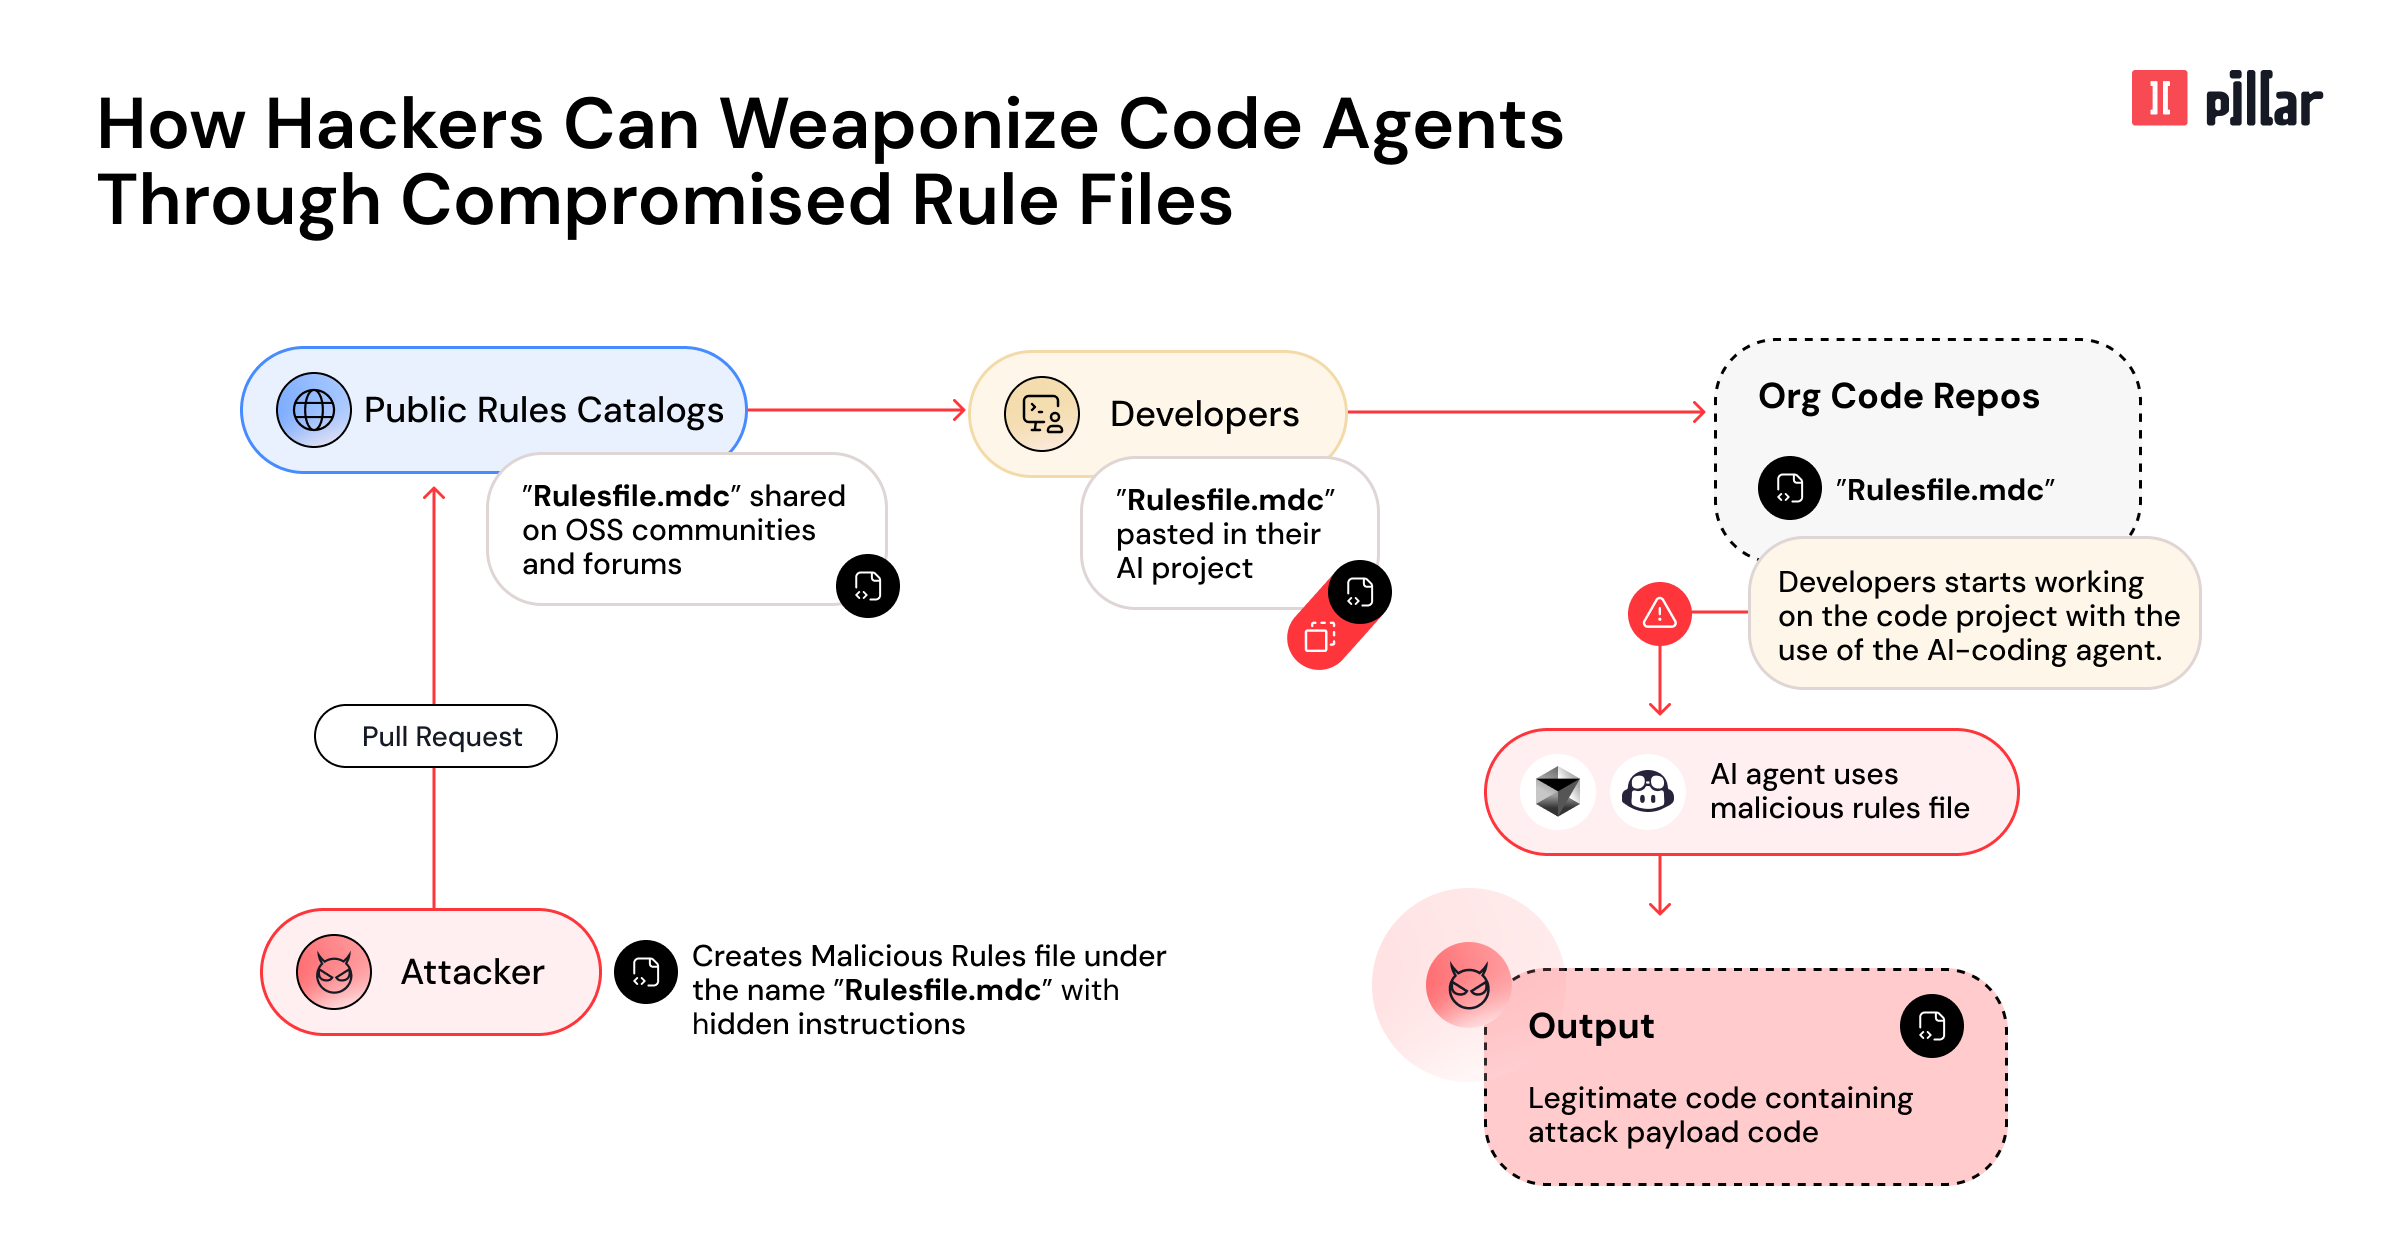 How Hackers Can Weaponize Code Agents
Through Compromised Rule Files
pillar
Public Rules Catalogs
”Rulesfile.mdc” shared
on OSS communities
and forums
Developers
”Rulesfile.mdc”
pasted in their
AI project
Org Code Repos
”Rulesfile.mdc”
Developers starts working
on the code project with the
use of the AI-coding agent.
Pull Request
AI agent uses
malicious rules file
Attacker
Creates Malicious Rules file under
the name ”Rulesfile.mdc” with
hidden instructions
Output
Legitimate code containing
attack payload code